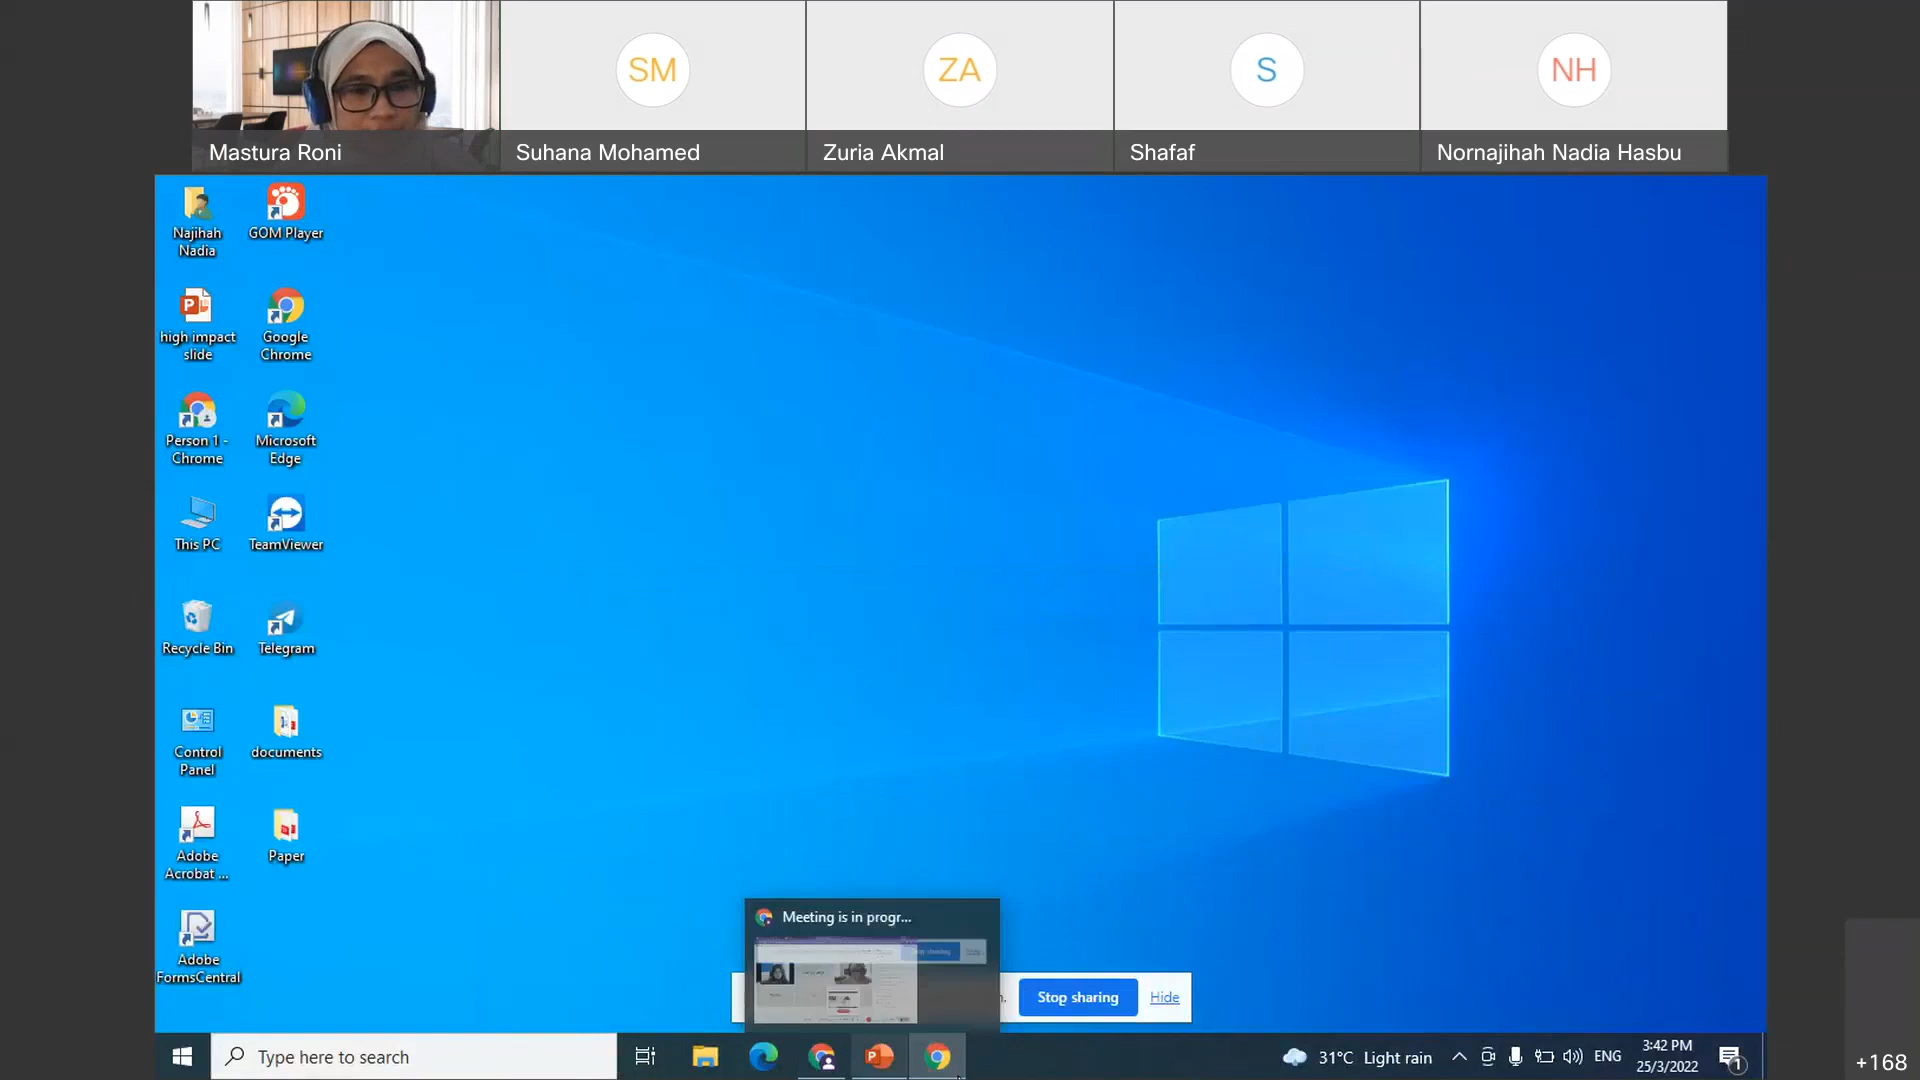 SM
ZA
S
NH
Mastura Roni
Suhana Mohamed
Zuria Akmal
Shafaf
Nornajihah Nadia Hasbu
Najihah
Nadia
GOM Player
high impact
slide
Google
Chrome
Person 1 -
Chrome
Microsoft
Edge
This PC
TeamViewer
Recycle Bin
Telegram
Control
Panel
documents
Adobe
Acrobat ...
Paper
Adobe
FormsCentral
Meeting is in progr...
Stop sharing
Hide
Type here to search
31°C Light rain
ENG
3:42 PM
25/3/2022
1
+168